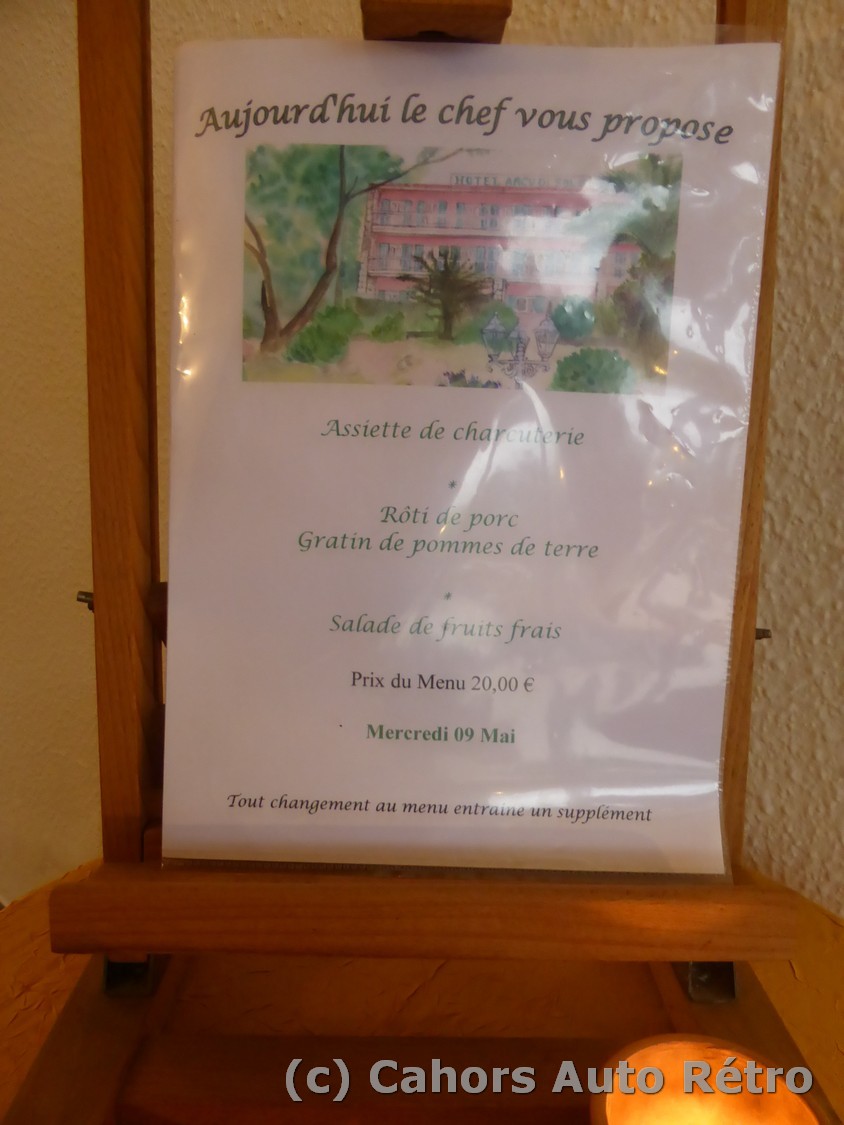 Aujourd'hui le chef vous propose
HOTEL
Assiette de charcuterie
*
Rôti de porc
Gratin de pommes de terre
*
Salade de fruits frais
Prix du Menu 20,00 €
Mercredi 09 Mai
Tout changement au menu entraine un supplément
(c) Cahors Auto Rétro